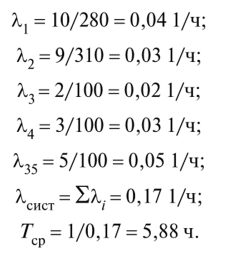 λ₁ = 10/280 = 0,04 1/ч;
λ₂ = 9/310 = 0,03 1/ч;
λ₃ = 2/100 = 0,02 1/ч;
λ₄ = 3/100 = 0,03 1/ч;
λ₃₅ = 5/100 = 0,05 1/ч;
λсист = Σλᵢ = 0,17 1/ч;
Tср = 1/0,17 = 5,88 ч.